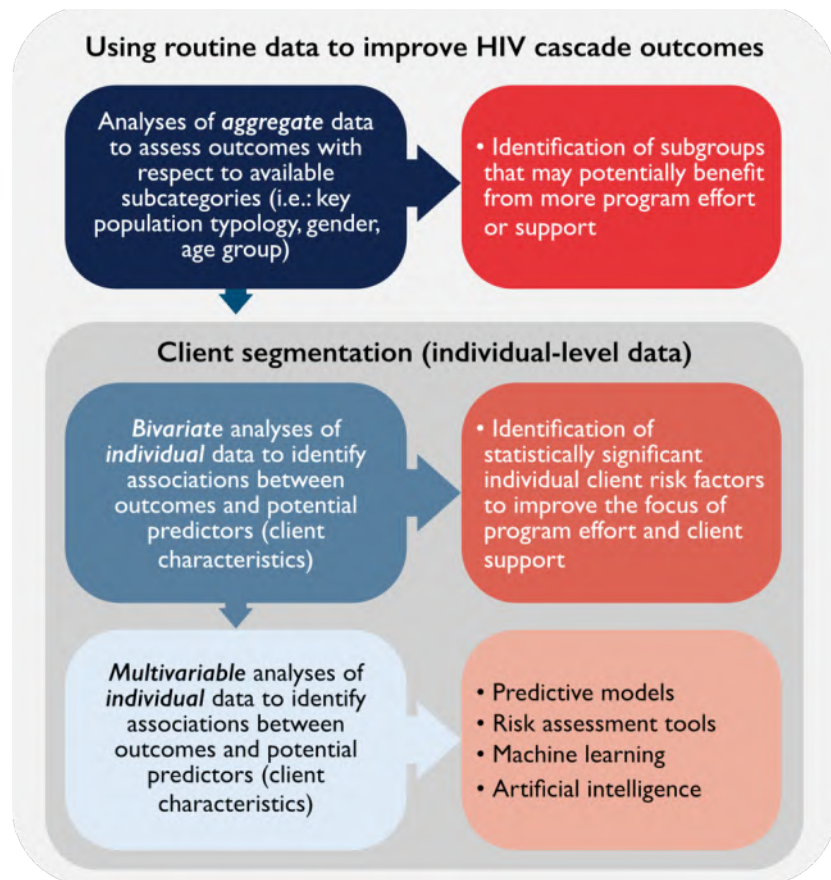 Using routine data to improve HIV cascade outcomes
Analyses of aggregate data
to assess outcomes with
respect to available
subcategories (i.e.: key
population typology, gender,
age group)
• Identification of subgroups
that may potentially benefit
from more program effort
or support
Client segmentation (individual-level data)
Bivariate analyses of
individual data to identify
associations between
outcomes and potential
predictors (client
characteristics)
• Identification of
statistically significant
individual client risk factors
to improve the focus of
program effort and client
support
Multivariable analyses of
individual data to identify
associations between
outcomes and potential
predictors (client
characteristics)
• Predictive models
• Risk assessment tools
• Machine learning
• Artificial intelligence